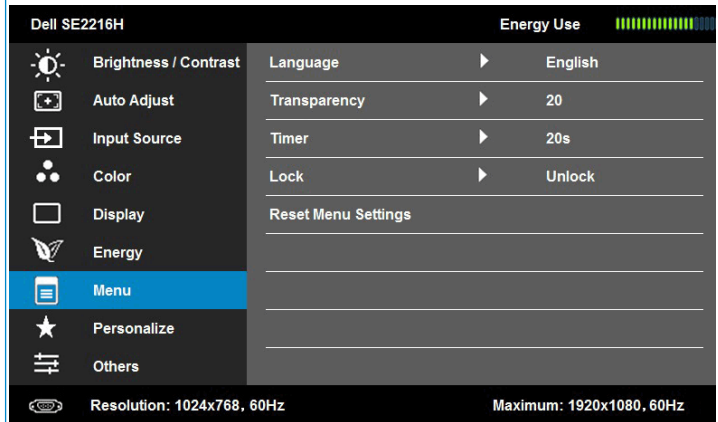 Dell SE2216H Energy Use
Brightness / Contrast Language English
Auto Adjust Transparency 20
Input Source Timer 20s
Color Lock Unlock
Display Reset Menu Settings
Energy
Menu
Personalize
Others
Resolution: 1024x768, 60Hz Maximum: 1920x1080, 60Hz